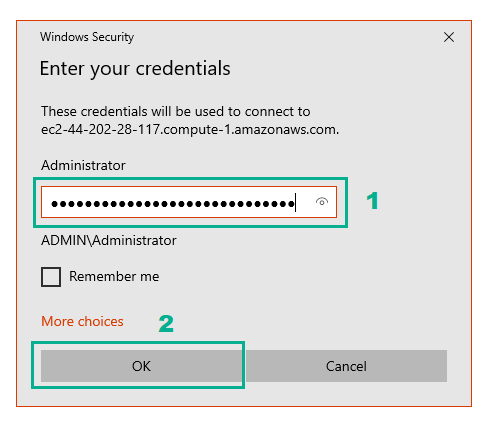 Windows Security
Enter your credentials
These credentials will be used to connect to
ec2-44-202-28-117.compute-1.amazonaws.com.
Administrator
●●●●●●●●●●●●●●●●●●●●●●●●●●●●● 1
ADMIN\Administrator
Remember me
More choices 2
OK Cancel